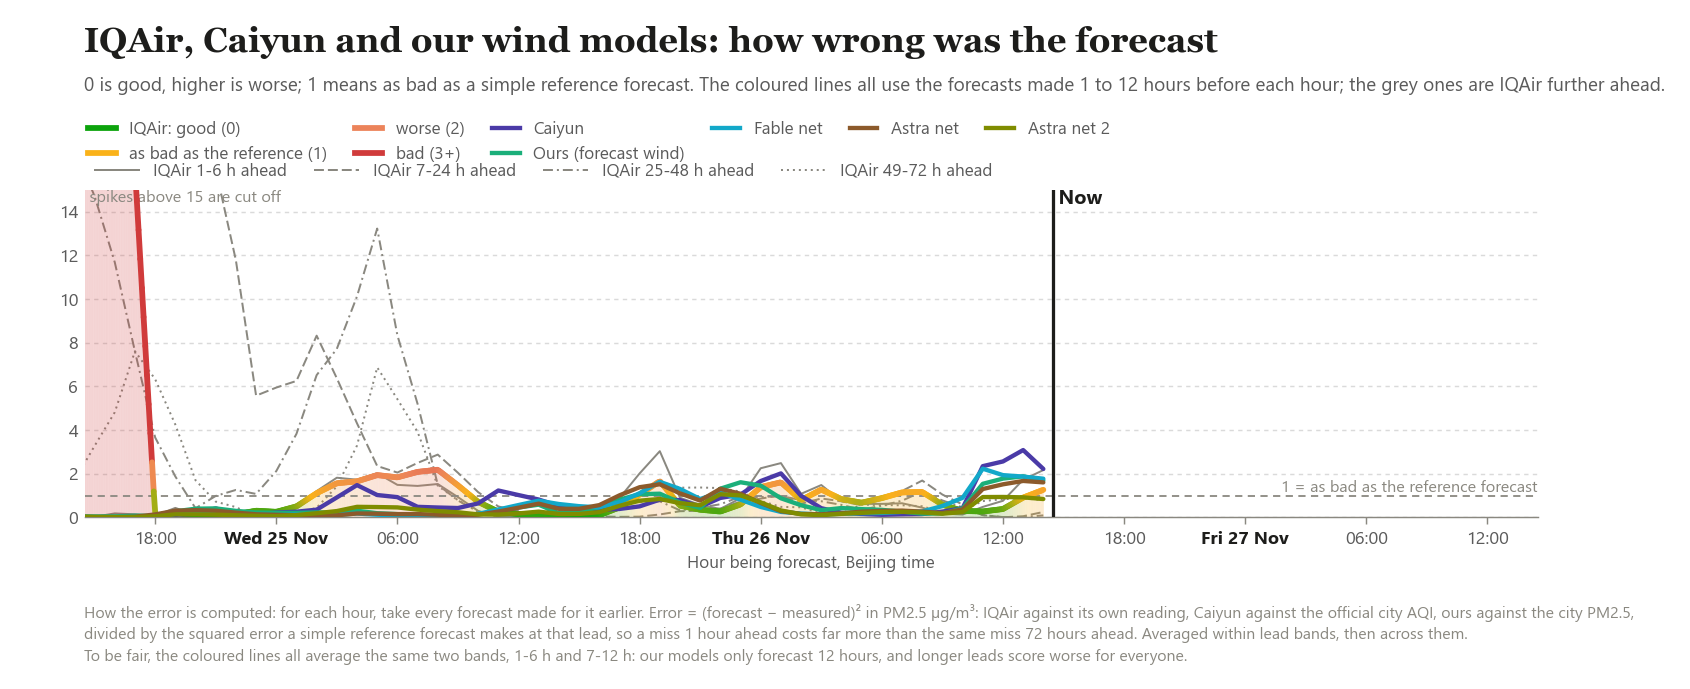 IQAir, Caiyun and our wind models: how wrong was the forecast
0 is good, higher is worse; 1 means as bad as a simple reference forecast. The coloured lines all use the forecasts made 1 to 12 hours before each hour; the grey ones are IQAir further ahead.
IQAir: good (0) worse (2) Caiyun Fable net Astra net Astra net 2
as bad as the reference (1) bad (3+) Ours (forecast wind)
IQAir 1-6 h ahead IQAir 7-24 h ahead IQAir 25-48 h ahead IQAir 49-72 h ahead
spikes above 15 are cut off
Now
14
12
10
8
6
4
2
1 = as bad as the reference forecast
0
18:00 Wed 25 Nov 06:00 12:00 18:00 Thu 26 Nov 06:00 12:00 18:00 Fri 27 Nov 06:00 12:00
Hour being forecast, Beijing time
How the error is computed: for each hour, take every forecast made for it earlier. Error = (forecast − measured)² in PM2.5 µg/m³: IQAir against its own reading, Caiyun against the official city AQI, ours against the city PM2.5,
divided by the squared error a simple reference forecast makes at that lead, so a miss 1 hour ahead costs far more than the same miss 72 hours ahead. Averaged within lead bands, then across them.
To be fair, the coloured lines all average the same two bands, 1-6 h and 7-12 h: our models only forecast 12 hours, and longer leads score worse for everyone.